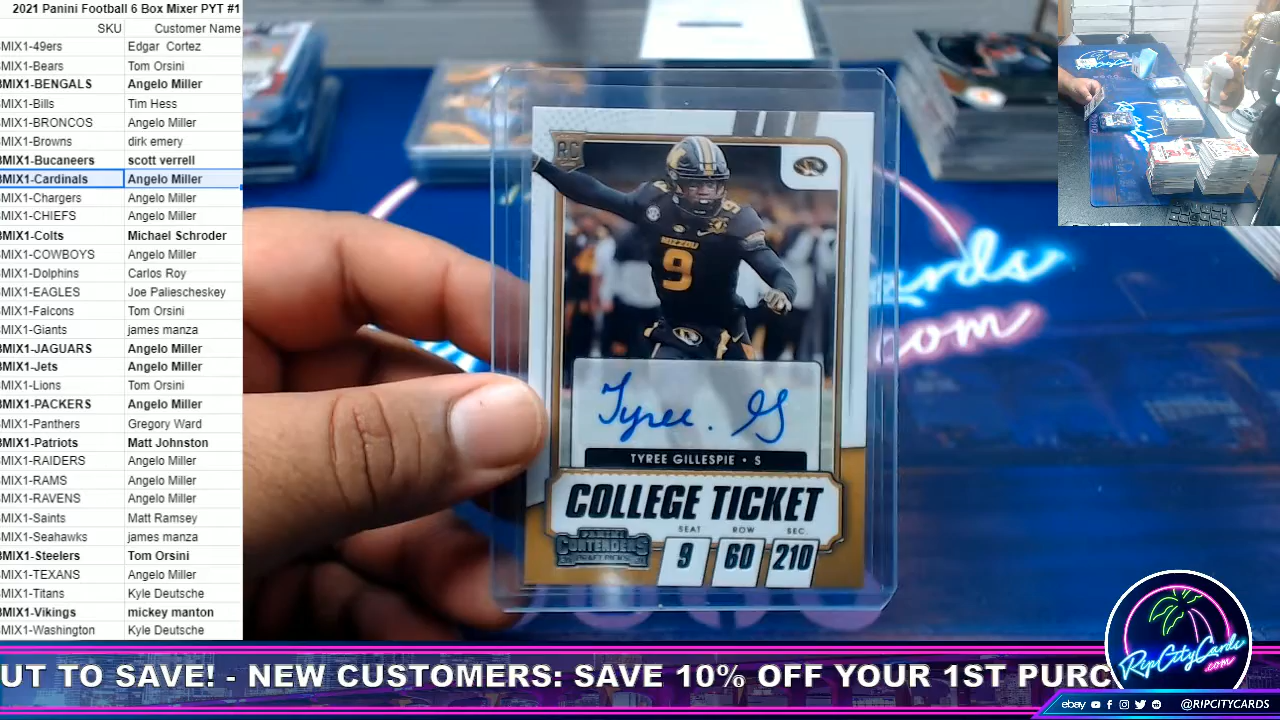 2021 Panini Football 6 Box Mixer PYT #1
SKU Customer Name
MIX1-49ers Edgar Cortez
MIX1-Bears Tom Orsini
MIX1-BENGALS Angelo Miller
MIX1-Bills Tim Hess
MIX1-BRONCOS Angelo Miller
MIX1-Browns dirk emery
MIX1-Bucaneers scott verrell
MIX1-Cardinals Angelo Miller
MIX1-Chargers Angelo Miller
MIX1-CHIEFS Angelo Miller
MIX1-Colts Michael Schroder
MIX1-COWBOYS Angelo Miller
MIX1-Dolphins Carlos Roy
MIX1-EAGLES Joe Paliescheskey
MIX1-Falcons Tom Orsini
MIX1-Giants james manza
MIX1-JAGUARS Angelo Miller
MIX1-Jets Angelo Miller
MIX1-Lions Tom Orsini
MIX1-PACKERS Angelo Miller
MIX1-Panthers Gregory Ward
MIX1-Patriots Matt Johnston
MIX1-RAIDERS Angelo Miller
MIX1-RAMS Angelo Miller
MIX1-RAVENS Angelo Miller
MIX1-Saints Matt Ramsey
MIX1-Seahawks james manza
MIX1-Steelers Tom Orsini
MIX1-TEXANS Angelo Miller
MIX1-Titans Kyle Deutsche
MIX1-Vikings mickey manton
MIX1-Washington Kyle Deutsche
RC
MIZZOU
9
Tyree. G
TYREE GILLESPIE • S
COLLEGE TICKET
SEAT ROW SEC.
9 60 210
PANINI
CONTENDERS
DRAFT PICKS
ards
com
UT TO SAVE! - NEW CUSTOMERS: SAVE 10% OFF YOUR 1ST PURC
RipCityCards
.com
ebay @RIPCITYCARDS